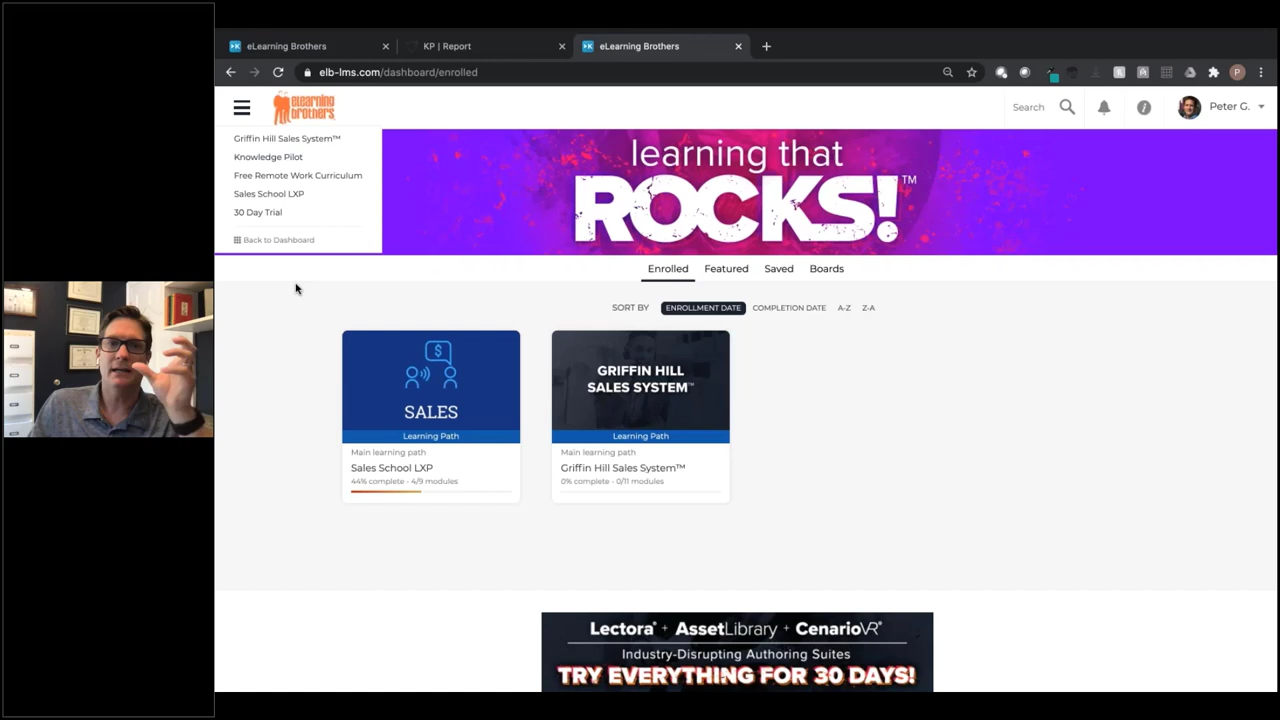 eLearning Brothers
KP | Report
eLearning Brothers
elb-lms.com/dashboard/enrolled
P
elearning
brothers
Search
Peter G.
Griffin Hill Sales System™
Knowledge Pilot
Free Remote Work Curriculum
Sales School LXP
30 Day Trial
Back to Dashboard
learning that
ROCKS!™
Enrolled
Featured
Saved
Boards
SORT BY
ENROLLMENT DATE
COMPLETION DATE
A-Z
Z-A
$
SALES
Learning Path
Main learning path
Sales School LXP
44% complete - 4/9 modules
GRIFFIN HILL
SALES SYSTEM™
Learning Path
Main learning path
Griffin Hill Sales System™
0% complete - 0/11 modules
Lectora® + AssetLibrary + CenarioVR®
Industry-Disrupting Authoring Suites
TRY EVERYTHING FOR 30 DAYS!